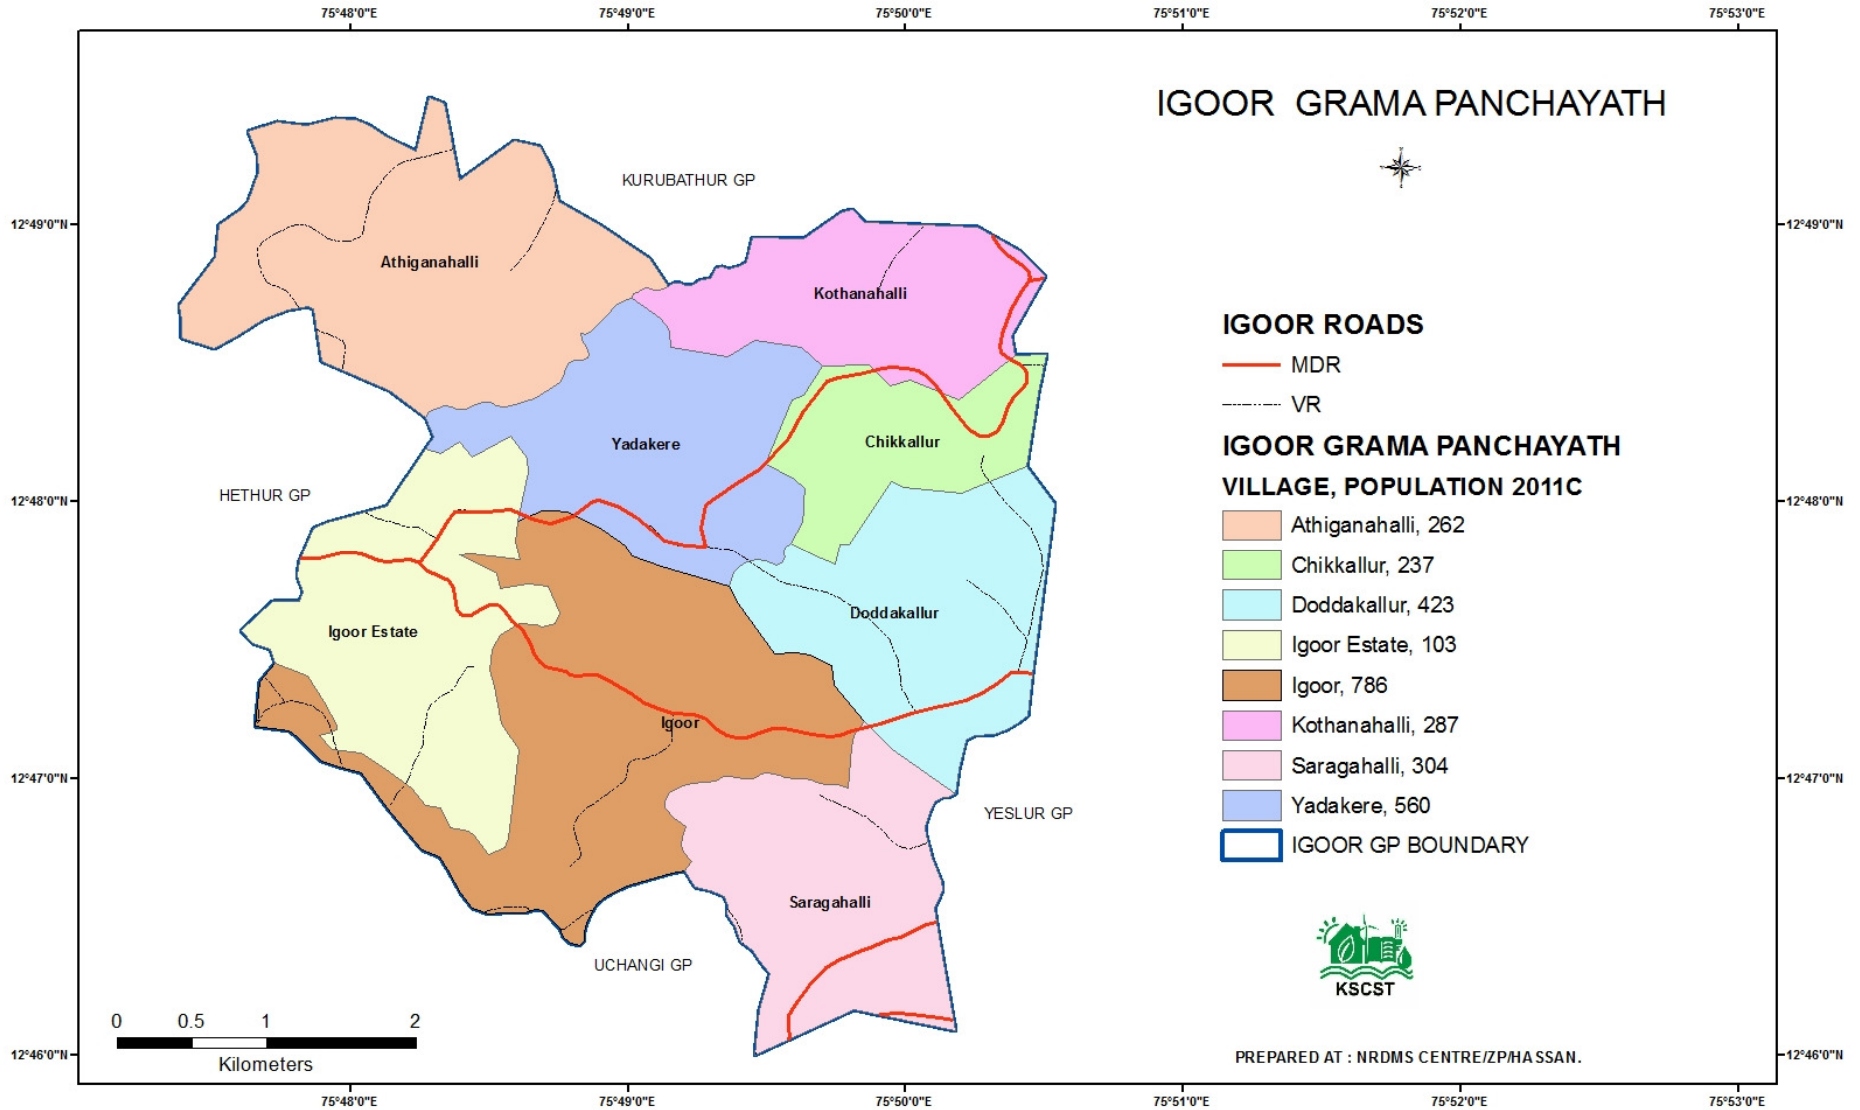 75°48'0"E 75°49'0"E 75°50'0"E 75°51'0"E 75°52'0"E 75°53'0"E
IGOOR GRAMA PANCHAYATH
KURUBATHUR GP
12°49'0"N 12°49'0"N
Athiganahalli
Kothanahalli
IGOOR ROADS
MDR
VR
Yadakere
Chikkallur
IGOOR GRAMA PANCHAYATH
VILLAGE, POPULATION 2011C
HETHUR GP
12°48'0"N 12°48'0"N
Athiganahalli, 262
Chikkallur, 237
Doddakallur, 423
Doddakallur
Igoor Estate
Igoor Estate, 103
Igoor, 786
Igoor
Kothanahalli, 287
Saragahalli, 304
12°47'0"N 12°47'0"N
Yadakere, 560
YESLUR GP
IGOOR GP BOUNDARY
Saragahalli
UCHANGI GP
KSCST
0 0.5 1 2
Kilometers
12°46'0"N 12°46'0"N
PREPARED AT : NRDMS CENTRE/ZP/HASSAN.
75°48'0"E 75°49'0"E 75°50'0"E 75°51'0"E 75°52'0"E 75°53'0"E